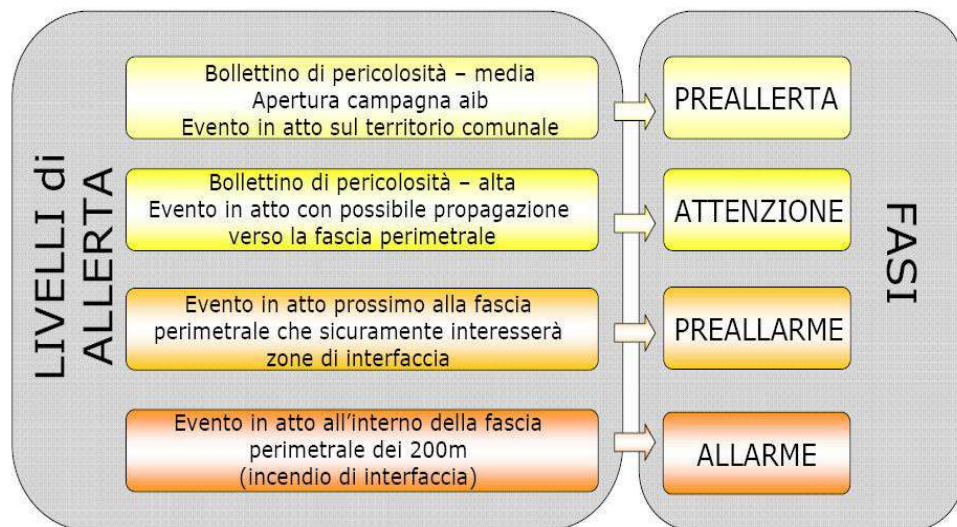 LIVELLI di
ALLERTA
Bollettino di pericolosità – media
Apertura campagna aib
Evento in atto sul territorio comunale
PREALLERTA
Bollettino di pericolosità – alta
Evento in atto con possibile propagazione
verso la fascia perimetrale
ATTENZIONE
Evento in atto prossimo alla fascia
perimetrale che sicuramente interesserà
zone di interfaccia
PREALLARME
Evento in atto all'interno della fascia
perimetrale dei 200m
(incendio di interfaccia)
ALLARME
FASI